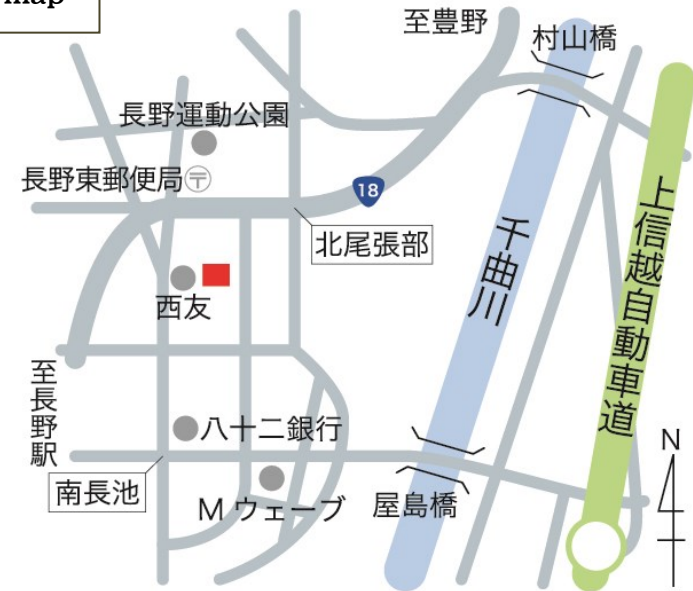 map
至豊野
村山橋
長野運動公園
長野東郵便局〒
18
北尾張部
千曲川
上信越自動車道
西友
至長野駅
八十二銀行
N
南長池
Mウェーブ
屋島橋